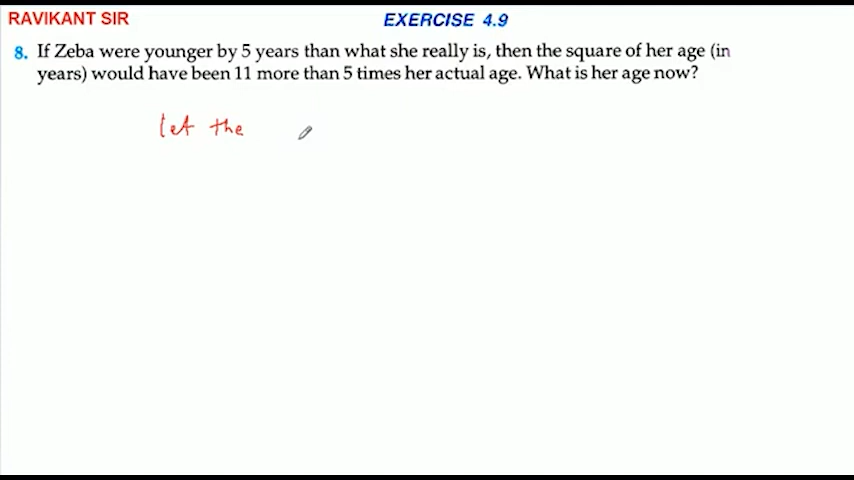 RAVIKANT SIR
EXERCISE 4.9
8. If Zeba were younger by 5 years than what she really is, then the square of her age (in
years) would have been 11 more than 5 times her actual age. What is her age now?
let the